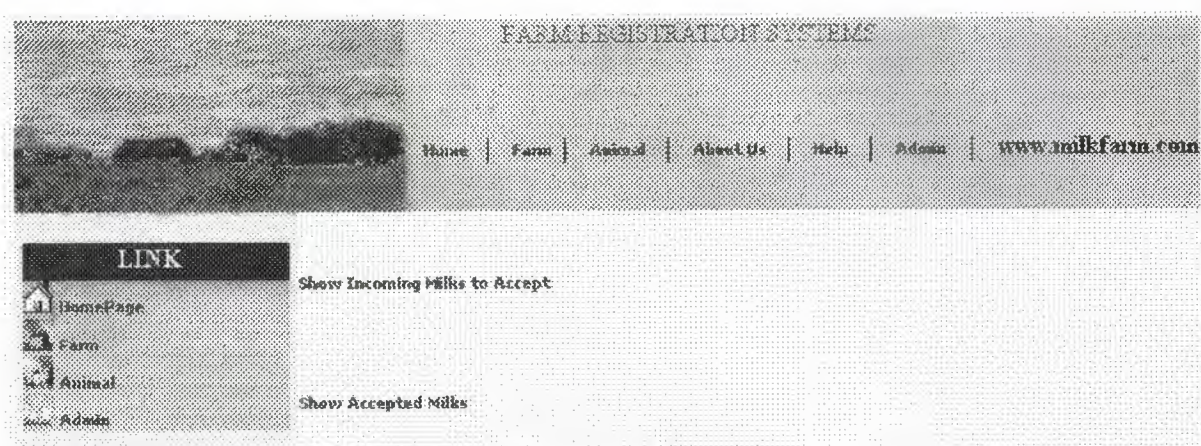 FARM REGISTRATION SYSTEMS
Home | Farm | Animal | About Us | Help | Admin | www.milkfarm.com
LINK
HomePage
Farm
Animal
Admin
Show Incoming Milks to Accept
Show Accepted Milks